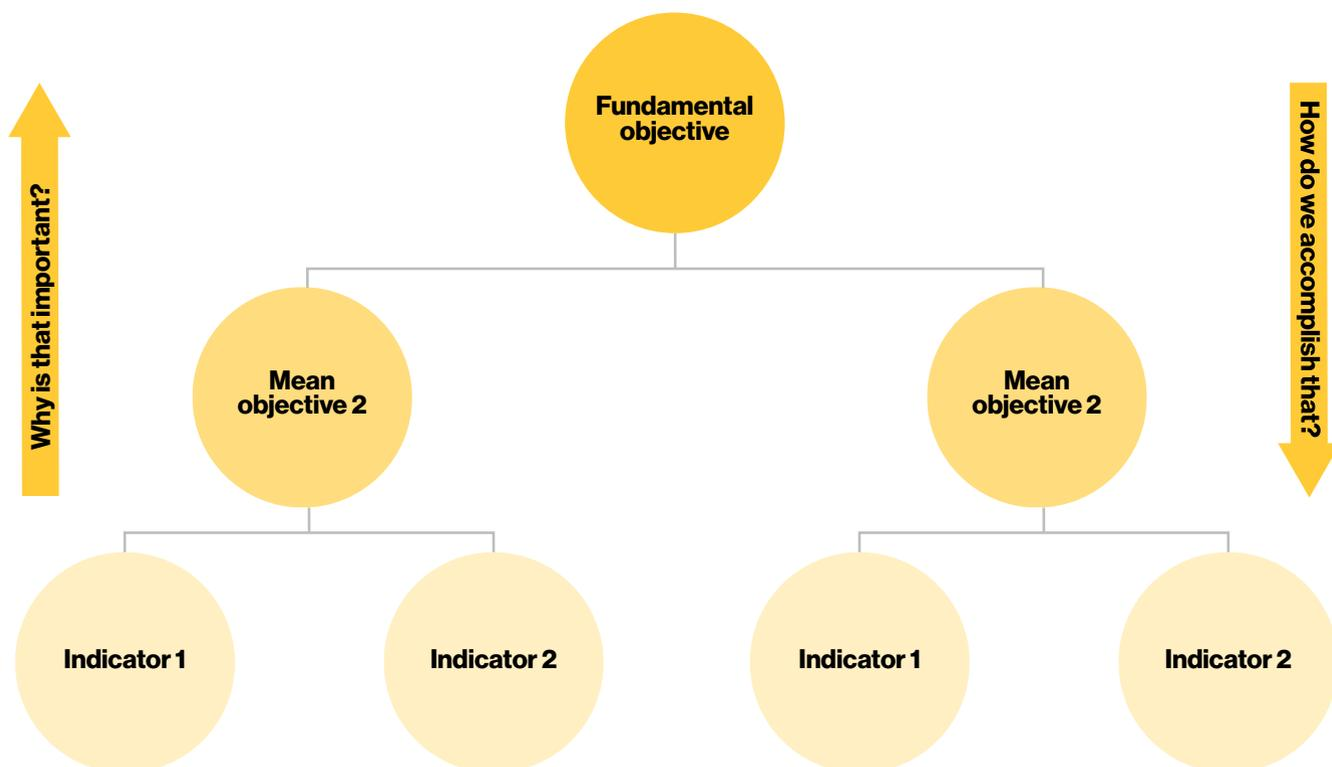 Fundamental
objective
Why is that important?
How do we accomplish that?
Mean
objective 2
Mean
objective 2
Indicator 1
Indicator 2
Indicator 1
Indicator 2